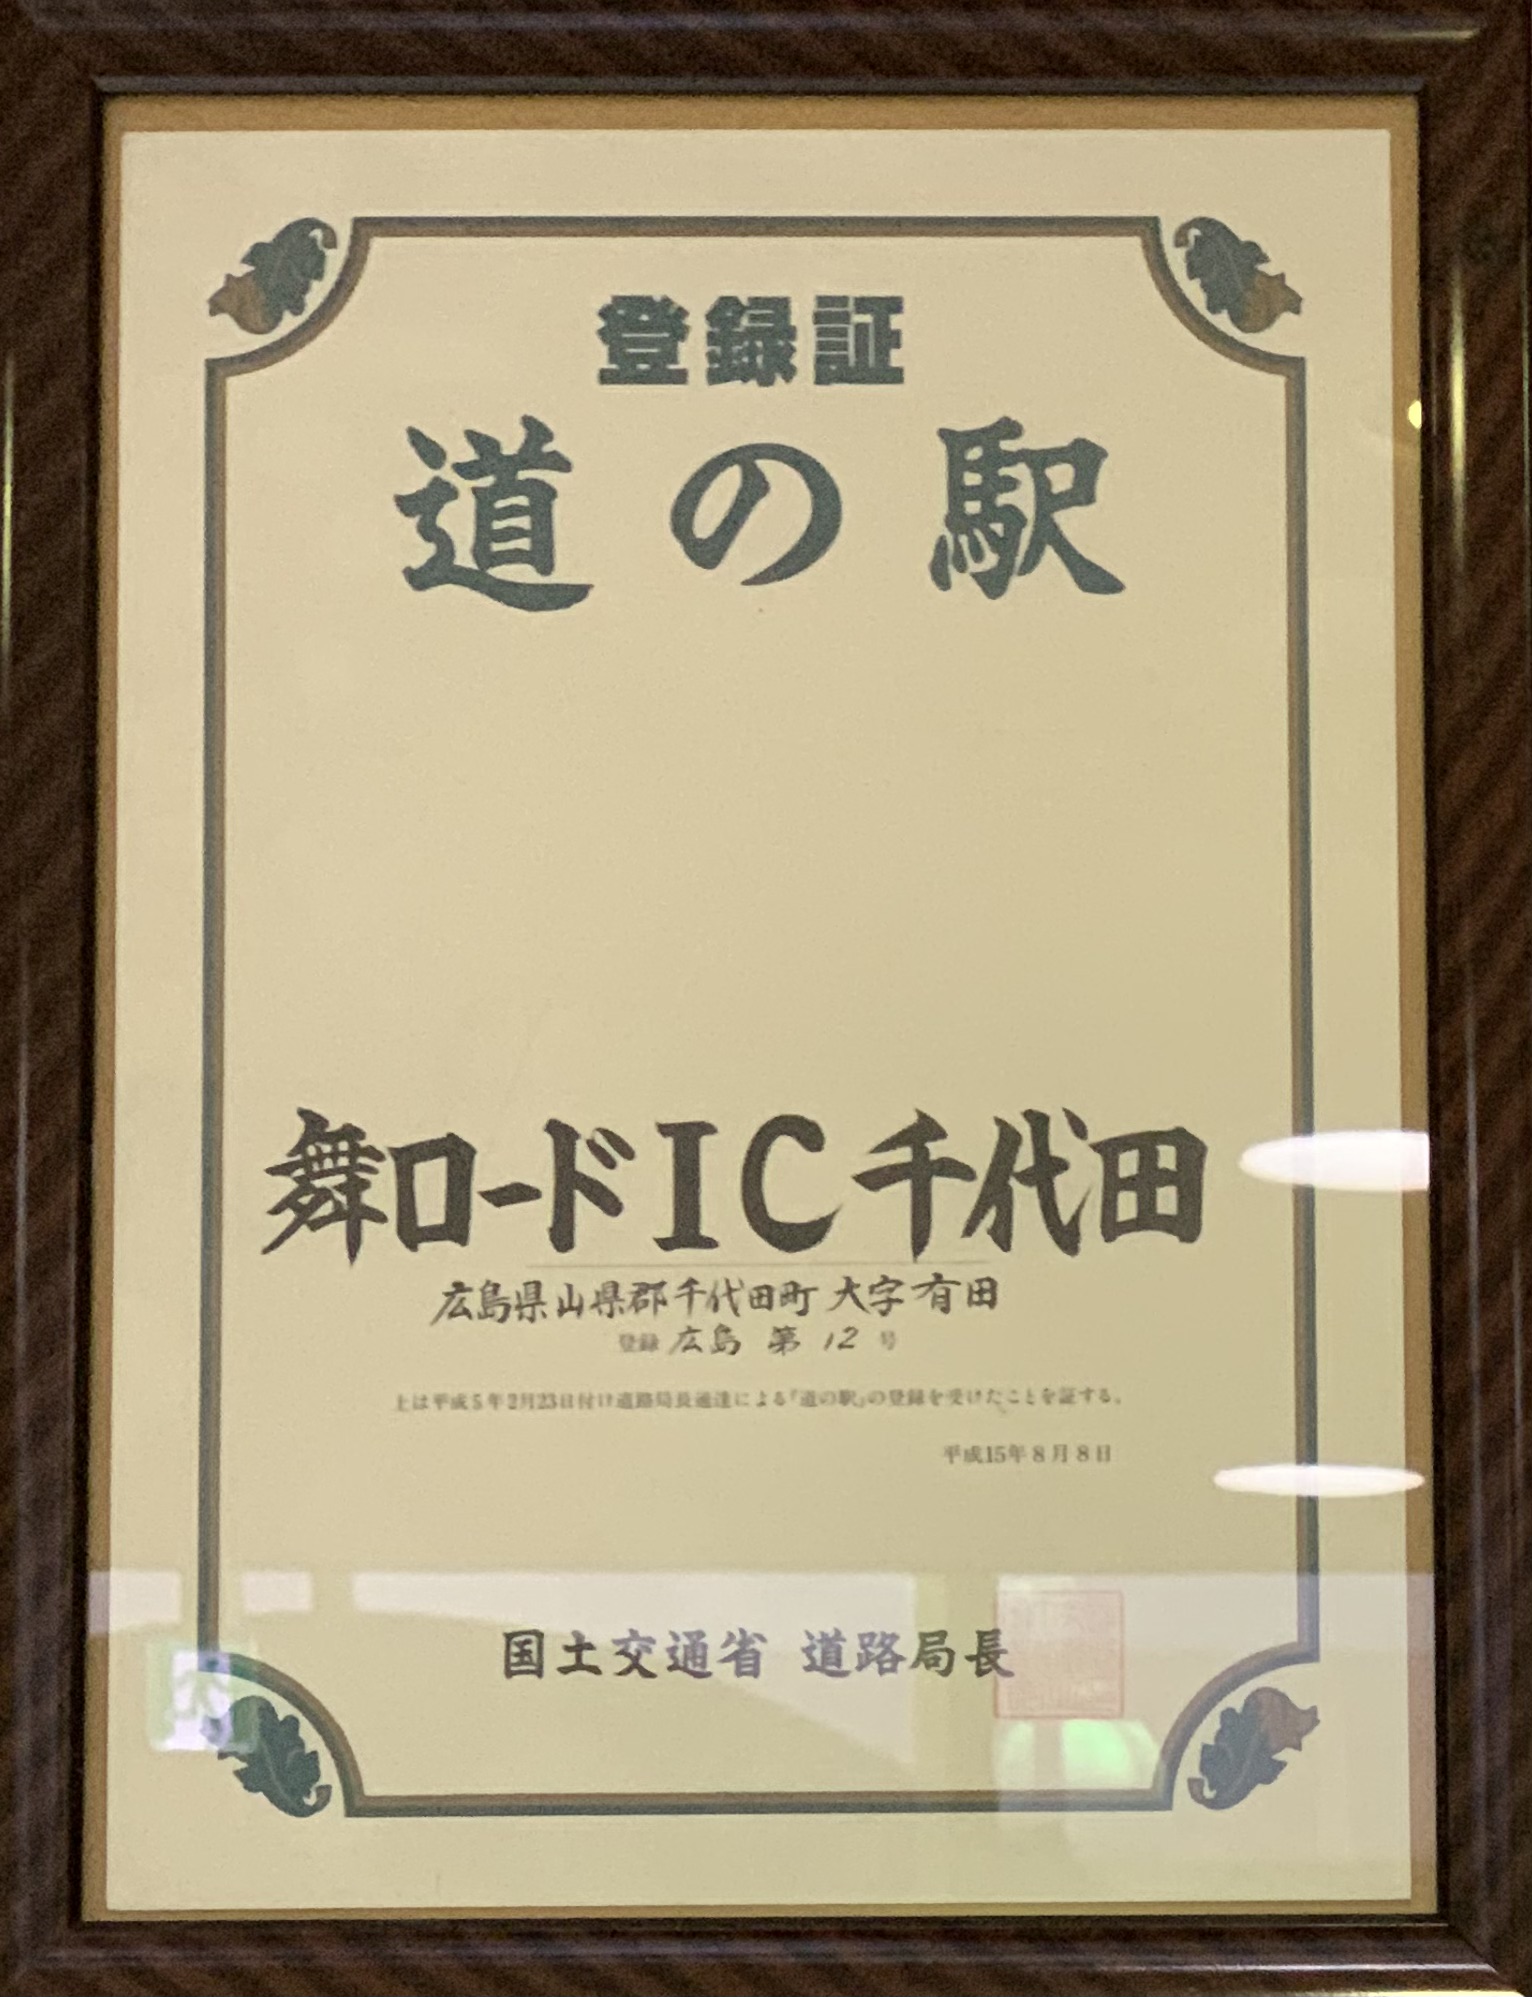 登録証
道の駅
舞ロードIC千代田
広島県山県郡千代田町大字有田
登録 広島 第 12 号
上は平成5年2月23日付け道路局長通達による「道の駅」の登録を受けたことを証する。
平成15年8月8日
国土交通省 道路局長